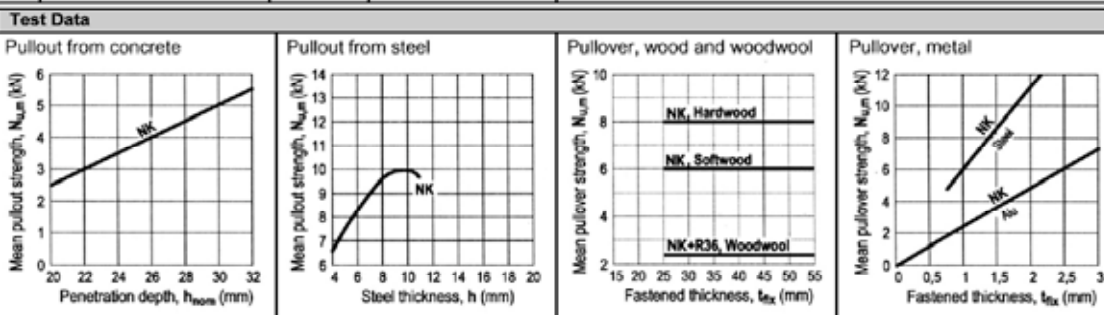 Test Data
Pullout from concrete
Mean pullout strength, Nu,m (kN)
6
5
4
3
2
1
0
NK
20 22 24 26 28 30 32
Penetration depth, hnom (mm)
Pullout from steel
Mean pullout strength, Nu,m (kN)
14
13
12
11
10
9
8
7
6
NK
4 6 8 10 12 14 16 18 20
Steel thickness, h (mm)
Pullover, wood and woodwool
Mean pullover strength, Nu,m (kN)
10
8
6
4
2
NK, Hardwood
NK, Softwood
NK+R36, Woodwool
15 20 25 30 35 40 45 50 55
Fastened thickness, tfix (mm)
Pullover, metal
Mean pullover strength, Nu,m (kN)
12
10
8
6
4
2
0
NK
Steel
NK
Alu
0 0,5 1 1,5 2 2,5 3
Fastened thickness, tfix (mm)